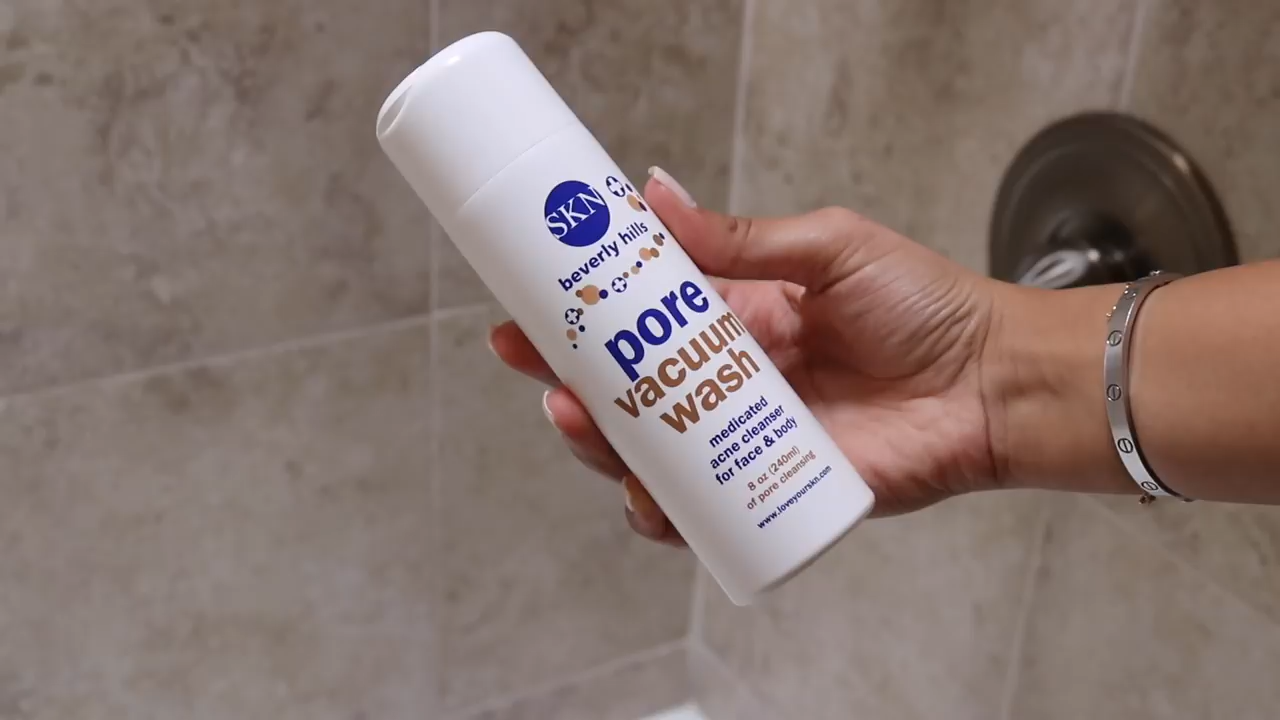 SKN
beverly hills
pore
vacuum
wash
medicated
acne cleanser
for face & body
8 oz (240ml)
of pore cleansing
www.loveyourskn.com